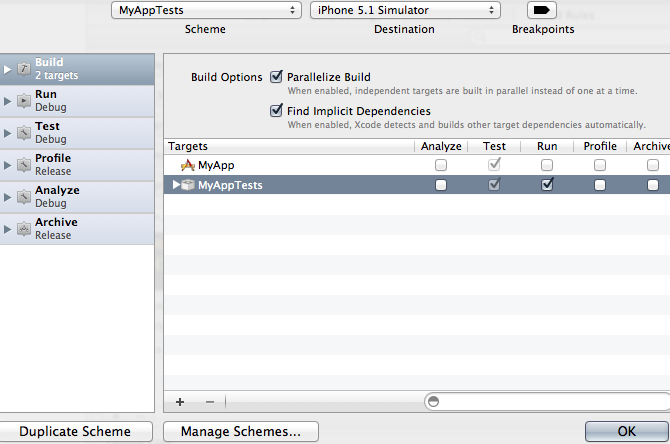 MyAppTests
iPhone 5.1 Simulator
Scheme
Destination
Breakpoints
Build
2 targets
Run
Debug
Test
Debug
Profile
Release
Analyze
Debug
Archive
Release
Build Options
Parallelize Build
When enabled, independent targets are built in parallel instead of one at a time.
Find Implicit Dependencies
When enabled, Xcode detects and builds other target dependencies automatically.
Targets
Analyze
Test
Run
Profile
Archive
MyApp
MyAppTests
Duplicate Scheme
Manage Schemes...
OK